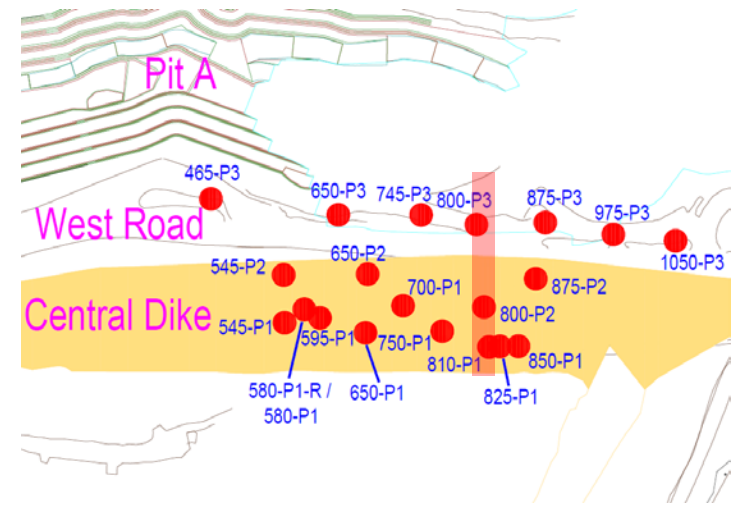 Pit A
465-P3
650-P3
745-P3
800-P3
875-P3
975-P3
1050-P3
West Road
545-P2
650-P2
875-P2
700-P1
800-P2
Central Dike
545-P1
595-P1
750-P1
810-P1
850-P1
580-P1-R /
580-P1
650-P1
825-P1